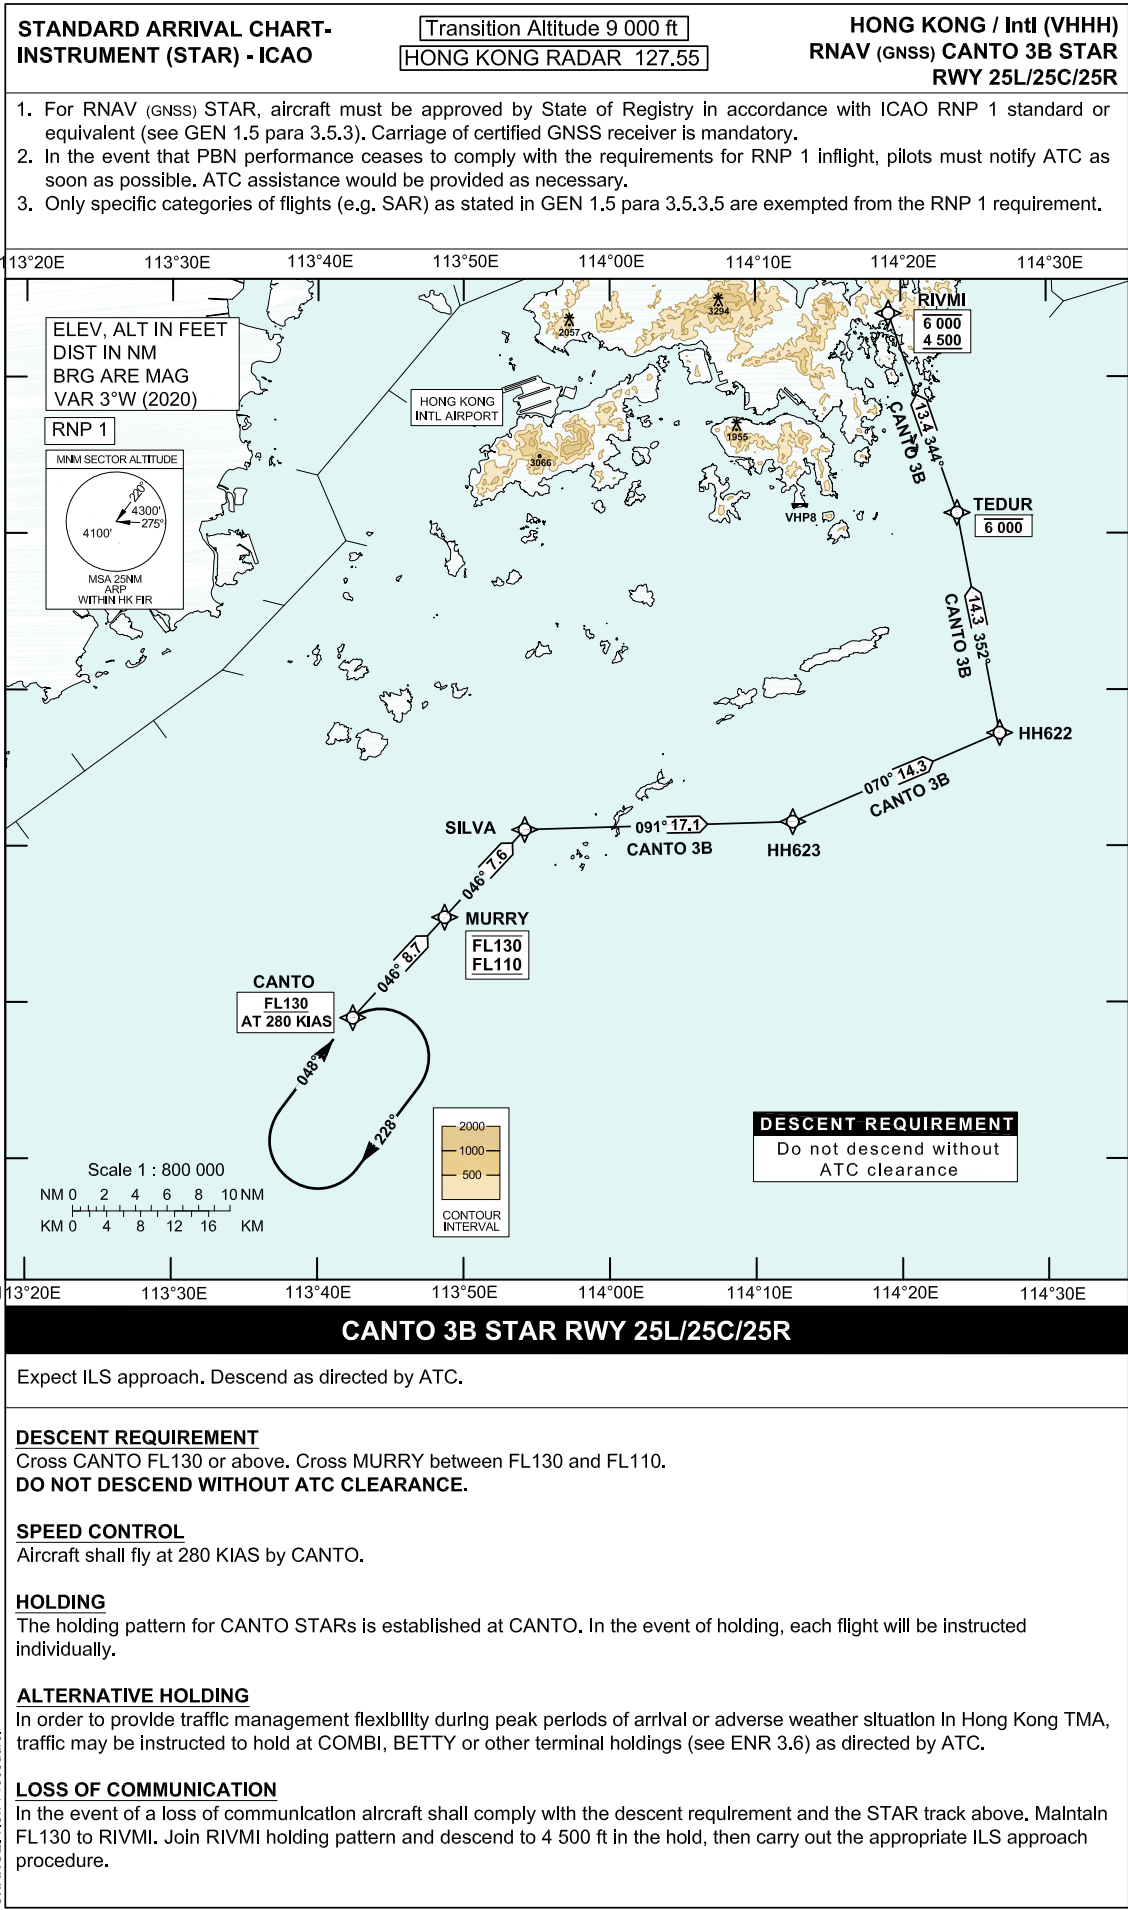 STANDARD ARRIVAL CHART-
INSTRUMENT (STAR) - ICAO
Transition Altitude 9 000 ft
HONG KONG RADAR 127.55
HONG KONG / Intl (VHHH)
RNAV (GNSS) CANTO 3B STAR
RWY 25L/25C/25R
1. For RNAV (GNSS) STAR, aircraft must be approved by State of Registry in accordance with ICAO RNP 1 standard or
equivalent (see GEN 1.5 para 3.5.3). Carriage of certified GNSS receiver is mandatory.
2. In the event that PBN performance ceases to comply with the requirements for RNP 1 inflight, pilots must notify ATC as
soon as possible. ATC assistance would be provided as necessary.
3. Only specific categories of flights (e.g. SAR) as stated in GEN 1.5 para 3.5.3.5 are exempted from the RNP 1 requirement.
113°20E 113°30E 113°40E 113°50E 114°00E 114°10E 114°20E 114°30E
ELEV, ALT IN FEET
DIST IN NM
BRG ARE MAG
VAR 3°W (2020)
RNP 1
MNM SECTOR ALTITUDE
220°
4300'
275°
4100'
MSA 25NM
ARP
WITHIN HK FIR
2057
3294
HONG KONG
INTL AIRPORT
3066
1955
VHP8
RIVMI
6 000
4 500
13.4 344°
CANTO 3B
TEDUR
6 000
14.3 352°
CANTO 3B
HH622
070° 14.3
CANTO 3B
HH623
091° 17.1
CANTO 3B
SILVA
046° 7.6
MURRY
FL130
FL110
046° 8.7
CANTO
FL130
AT 280 KIAS
048°
228°
2000
1000
500
CONTOUR
INTERVAL
DESCENT REQUIREMENT
Do not descend without
ATC clearance
Scale 1 : 800 000
NM 0 2 4 6 8 10 NM
KM 0 4 8 12 16 KM
113°20E 113°30E 113°40E 113°50E 114°00E 114°10E 114°20E 114°30E
CANTO 3B STAR RWY 25L/25C/25R
Expect ILS approach. Descend as directed by ATC.
DESCENT REQUIREMENT
Cross CANTO FL130 or above. Cross MURRY between FL130 and FL110.
DO NOT DESCEND WITHOUT ATC CLEARANCE.
SPEED CONTROL
Aircraft shall fly at 280 KIAS by CANTO.
HOLDING
The holding pattern for CANTO STARs is established at CANTO. In the event of holding, each flight will be instructed
individually.
ALTERNATIVE HOLDING
In order to provide traffic management flexibility during peak periods of arrival or adverse weather situation in Hong Kong TMA,
traffic may be instructed to hold at COMBI, BETTY or other terminal holdings (see ENR 3.6) as directed by ATC.
LOSS OF COMMUNICATION
In the event of a loss of communication aircraft shall comply with the descent requirement and the STAR track above. Maintain
FL130 to RIVMI. Join RIVMI holding pattern and descend to 4 500 ft in the hold, then carry out the appropriate ILS approach
procedure.